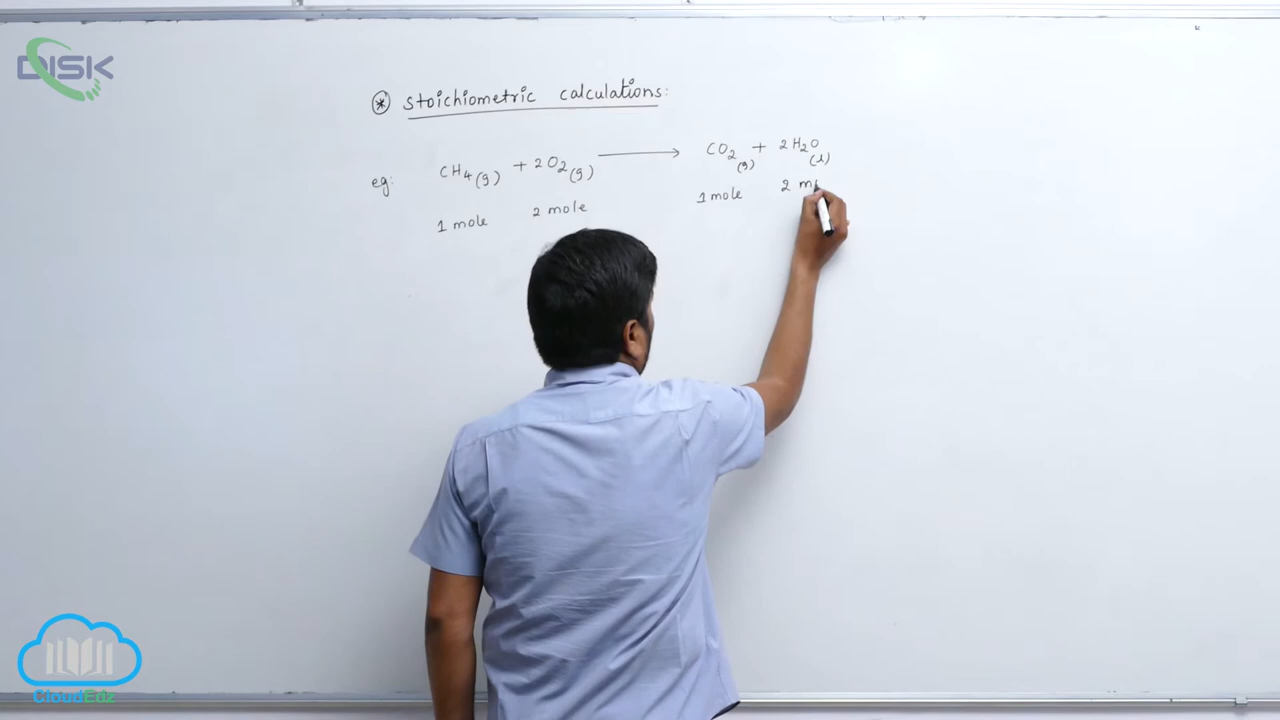 DISK
* stoichiometric calculations:
eg: CH4(g) + 2O2(g) → CO2(g) + 2H2O(l)
1 mole 2 mole 1 mole 2 m
CloudEdz